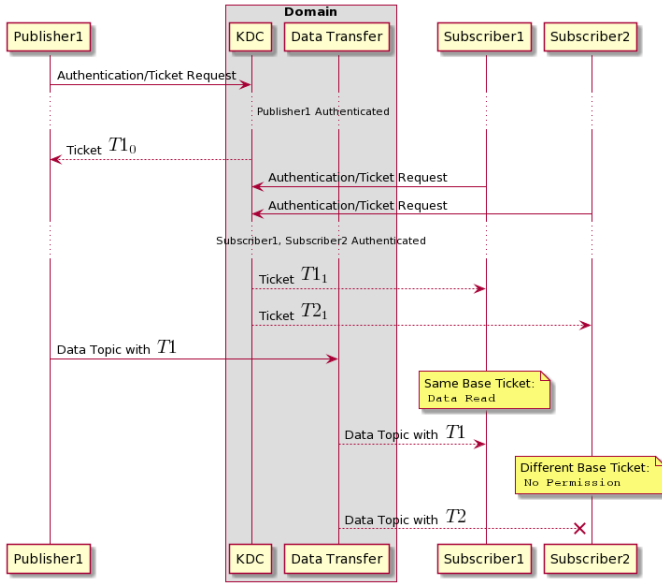 Domain
Publisher1 KDC Data Transfer Subscriber1 Subscriber2
Authentication/Ticket Request
Publisher1 Authenticated
Ticket T1₀
Authentication/Ticket Request
Authentication/Ticket Request
Subscriber1, Subscriber2 Authenticated
Ticket T1₁
Ticket T2₁
Data Topic with T1
Same Base Ticket:
Data Read
Data Topic with T1
Different Base Ticket:
No Permission
Data Topic with T2
Publisher1 KDC Data Transfer Subscriber1 Subscriber2